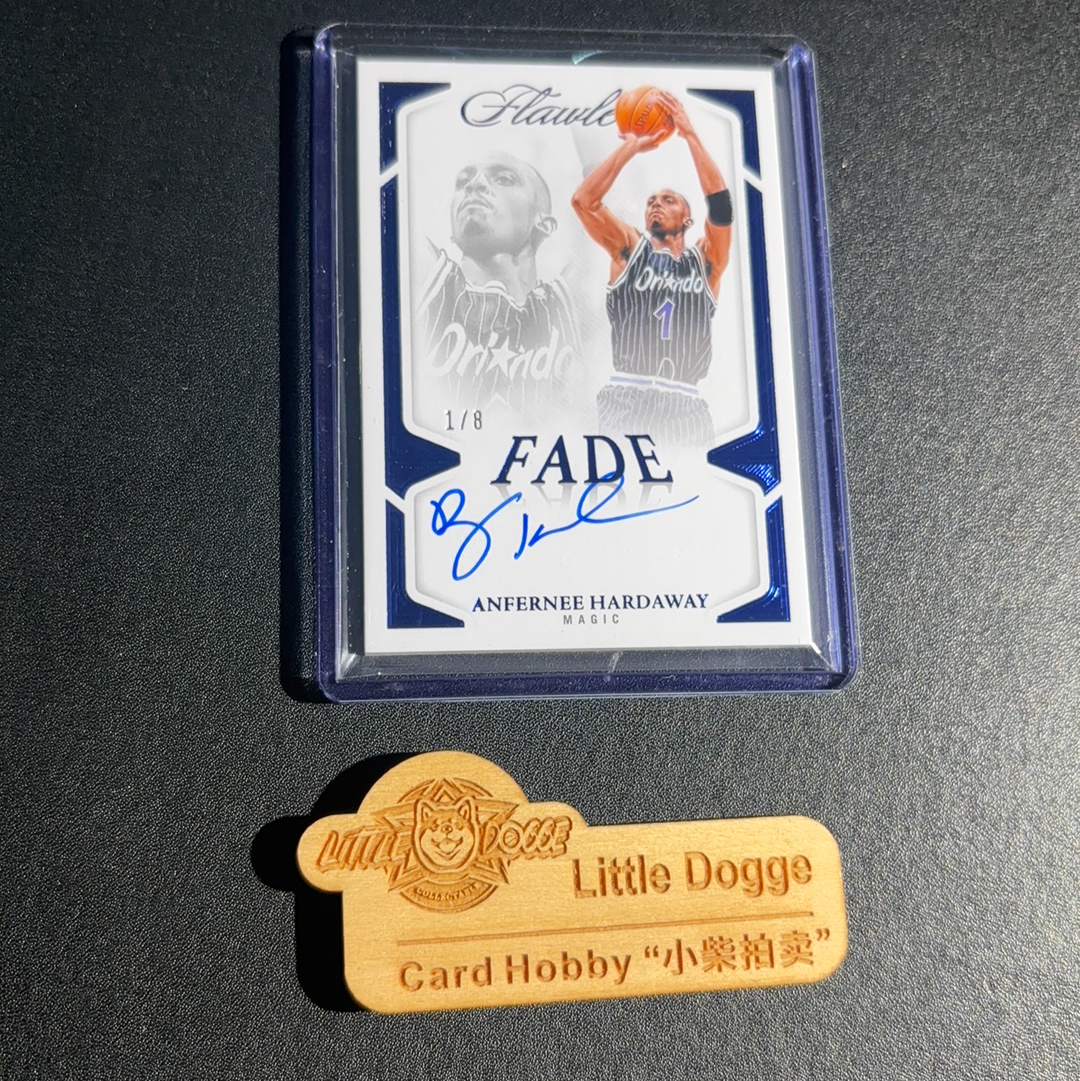 Flawle
Orlando
1
Orlando
1/8
FADE
ANFERNEE HARDAWAY
MAGIC
LITTLE DOGGE
COLLECTABLE
Little Dogge
Card Hobby “小柴拍卖”